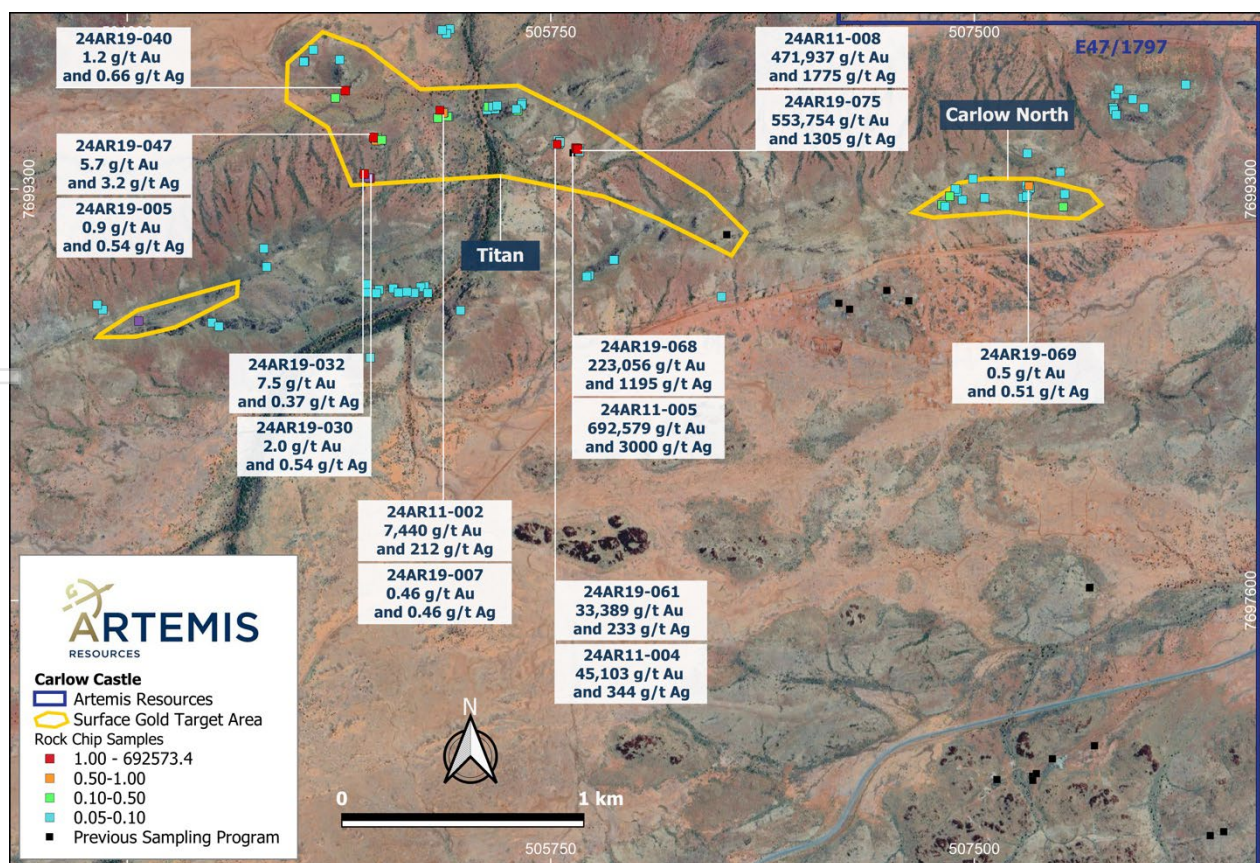 505750
507500
E47/1797
24AR19-040
1.2 g/t Au
and 0.66 g/t Ag
24AR11-008
471,937 g/t Au
and 1775 g/t Ag
24AR19-075
553,754 g/t Au
and 1305 g/t Ag
Carlow North
24AR19-047
5.7 g/t Au
and 3.2 g/t Ag
24AR19-005
0.9 g/t Au
and 0.54 g/t Ag
7699300
7699300
Titan
24AR19-032
7.5 g/t Au
and 0.37 g/t Ag
24AR19-030
2.0 g/t Au
and 0.54 g/t Ag
24AR19-068
223,056 g/t Au
and 1195 g/t Ag
24AR11-005
692,579 g/t Au
and 3000 g/t Ag
24AR19-069
0.5 g/t Au
and 0.51 g/t Ag
24AR11-002
7,440 g/t Au
and 212 g/t Ag
24AR19-007
0.46 g/t Au
and 0.46 g/t Ag
24AR19-061
33,389 g/t Au
and 233 g/t Ag
24AR11-004
45,103 g/t Au
and 344 g/t Ag
7697600
ARTEMIS
RESOURCES
Carlow Castle
Artemis Resources
Surface Gold Target Area
Rock Chip Samples
1.00 - 692573.4
0.50-1.00
0.10-0.50
0.05-0.10
Previous Sampling Program
N
0
1 km
505750
507500